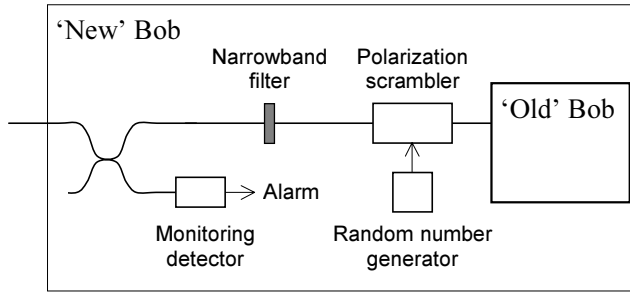 ‘New’ Bob
Narrowband
filter
Polarization
scrambler
‘Old’ Bob
Alarm
Monitoring
detector
Random number
generator